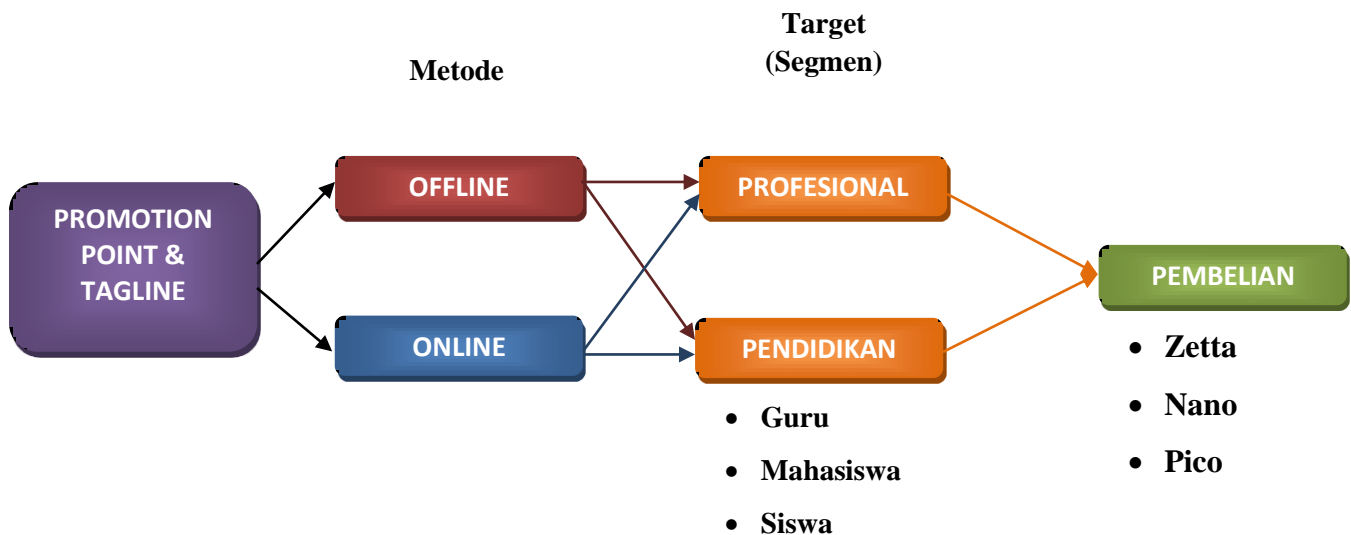 Target
(Segmen)
Metode
PROMOTION
POINT &
TAGLINE
OFFLINE
ONLINE
PROFESIONAL
PENDIDIKAN
• Guru
• Mahasiswa
• Siswa
PEMBELIAN
• Zetta
• Nano
• Pico